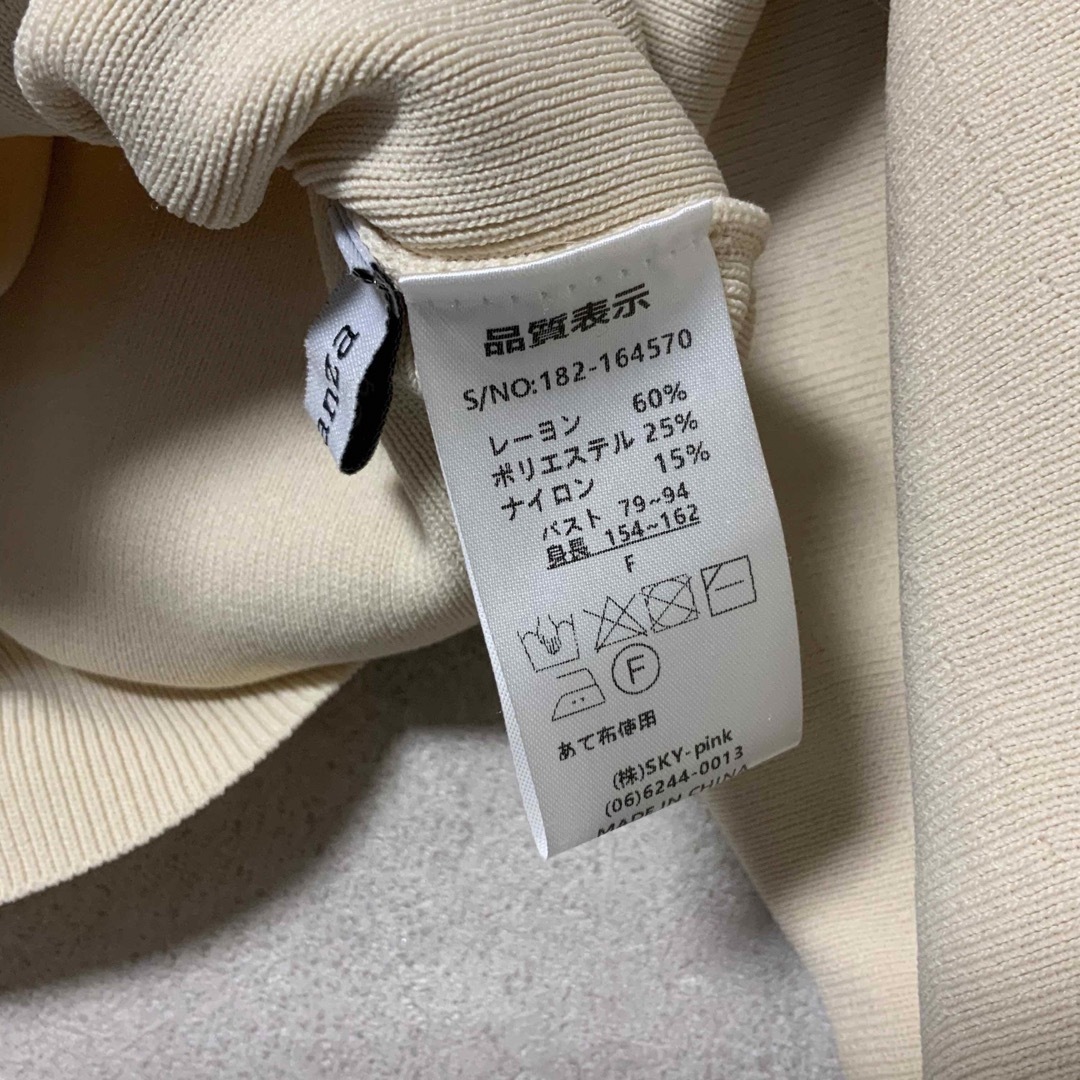 anza
品質表示
S/NO:182-164570
レーヨン 60%
ポリエステル 25%
ナイロン 15%
バスト 79~94
身長 154~162
F
F
あて布使用
(株)SKY-pink
(06)6244-0013
MADE IN CHINA